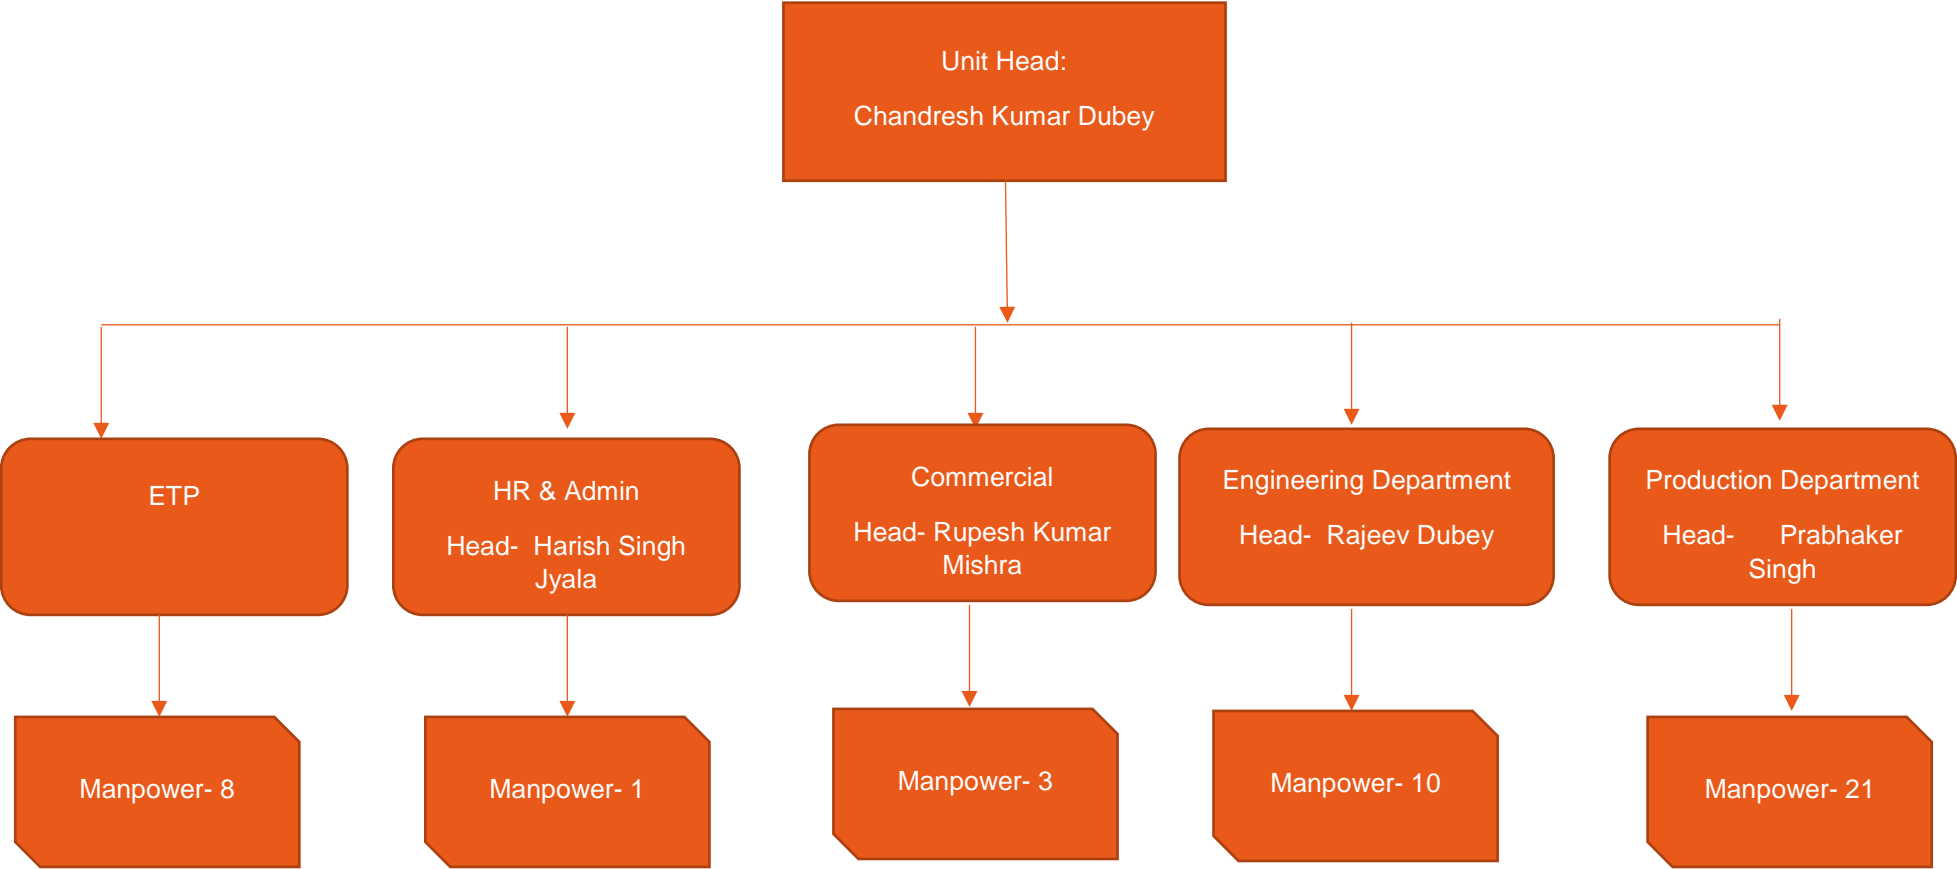 Unit Head:
Chandresh Kumar Dubey
ETP
HR & Admin
Head- Harish Singh
Jyala
Commercial
Head- Rupesh Kumar
Mishra
Engineering Department
Head- Rajeev Dubey
Production Department
Head- Prabhaker
Singh
Manpower- 8
Manpower- 1
Manpower- 3
Manpower- 10
Manpower- 21